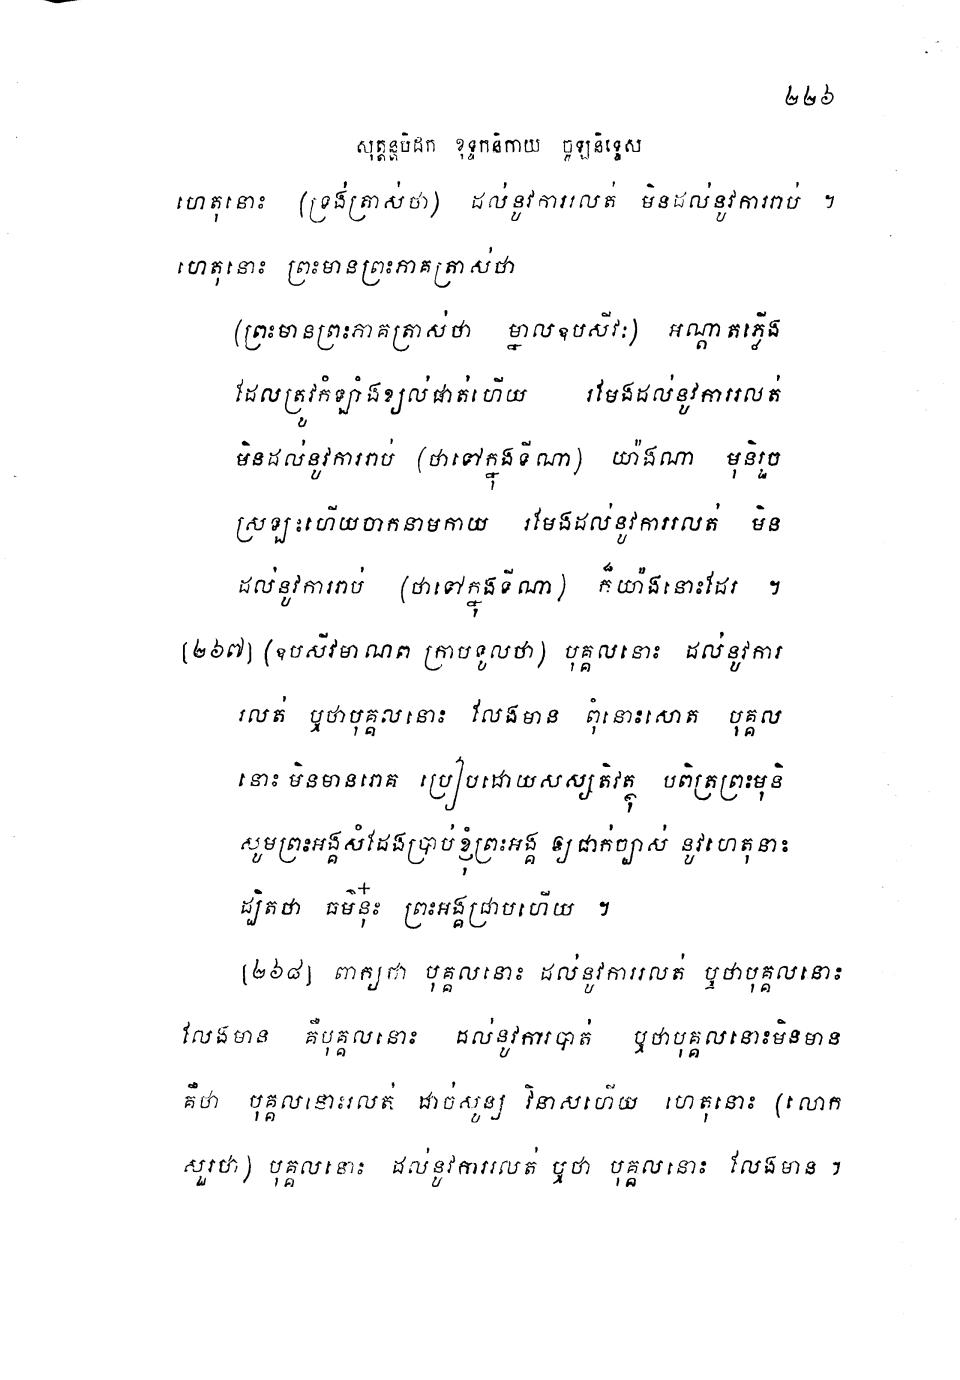 ២២៦
សុត្តន្តបិដក ខុទ្ទកនិកាយ ចូឡនិទ្ទេស
ហេតុនោះ (ទ្រង់ត្រាស់ថា) ដល់នូវការរលត់ មិនដល់នូវការរាប់ ។
ហេតុនោះ ព្រះមានព្រះភាគត្រាស់ថា
(ព្រះមានព្រះភាគត្រាស់ថា ម្នាលឧបសីវៈ) អណ្តាតភ្លើង
ដែលត្រូវកំឡាំងខ្យល់ផាត់ហើយ រមែងដល់នូវការរលត់
មិនដល់នូវការរាប់ (ថាទៅក្នុងទីណា) យ៉ាងណា មុនិរួច
ស្រឡះហើយចាកនាមកាយ រមែងដល់នូវការរលត់ មិន
ដល់នូវការរាប់ (ថាទៅក្នុងទីណា) ក៏យ៉ាងនោះដែរ ។
[២៦៧] (ឧបសីវមាណព ក្រាបទូលថា) បុគ្គលនោះ ដល់នូវការ
រលត់ ឬថាបុគ្គលនោះ លែងមាន ពុំនោះសោត បុគ្គល
នោះ មិនមានរោគ ប្រៀបដោយសស្សតិវត្ថុ បពិត្រព្រះមុនិ
សូមព្រះអង្គសំដែងប្រាប់ខ្ញុំព្រះអង្គ ឲ្យជាក់ច្បាស់ នូវហេតុនោះ
ដ្បិតថា ធម៌នុ៎ះ ព្រះអង្គជ្រាបហើយ ។
[២៦៨] ពាក្យថា បុគ្គលនោះ ដល់នូវការរលត់ ឬថាបុគ្គលនោះ
លែងមាន គឺបុគ្គលនោះ ដល់នូវការបាត់ ឬថាបុគ្គលនោះមិនមាន
គឺថា បុគ្គលនោះរលត់ ដាច់សូន្យ វិនាសហើយ ហេតុនោះ (លោក
សួរថា) បុគ្គលនោះ ដល់នូវការរលត់ ឬថា បុគ្គលនោះ លែងមាន ។